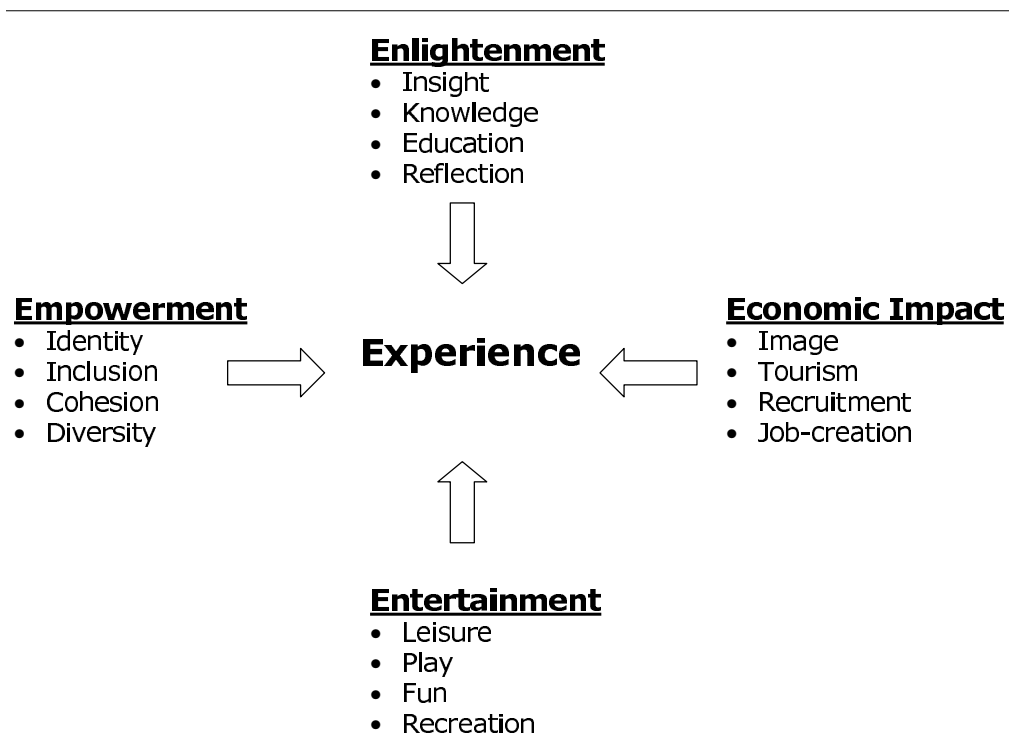 Enlightenment
• Insight
• Knowledge
• Education
• Reflection
Empowerment
• Identity
• Inclusion
• Cohesion
• Diversity
Experience
Economic Impact
• Image
• Tourism
• Recruitment
• Job-creation
Entertainment
• Leisure
• Play
• Fun
• Recreation